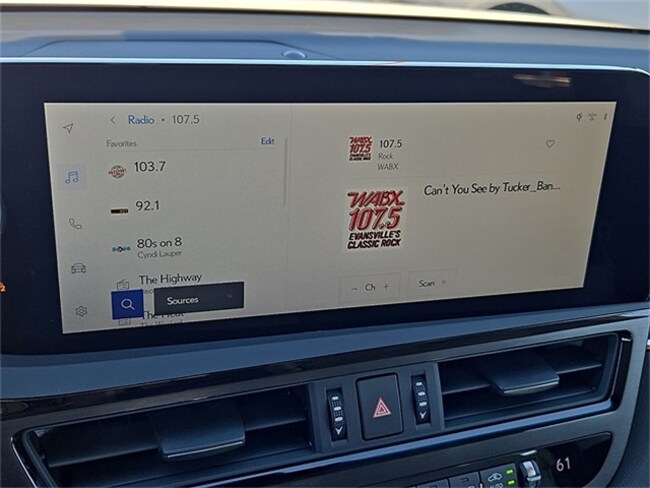 Radio • 107.5
Favorites
Edit
103.7
92.1
80s on 8
Cyndi Lauper
The Highway
Sources
WABX
107.5
107.5
Rock
WABX
WABX
107.5
EVANSVILLE'S
CLASSIC ROCK
Can't You See by Tucker_Ban...
− Ch +
Scan
61